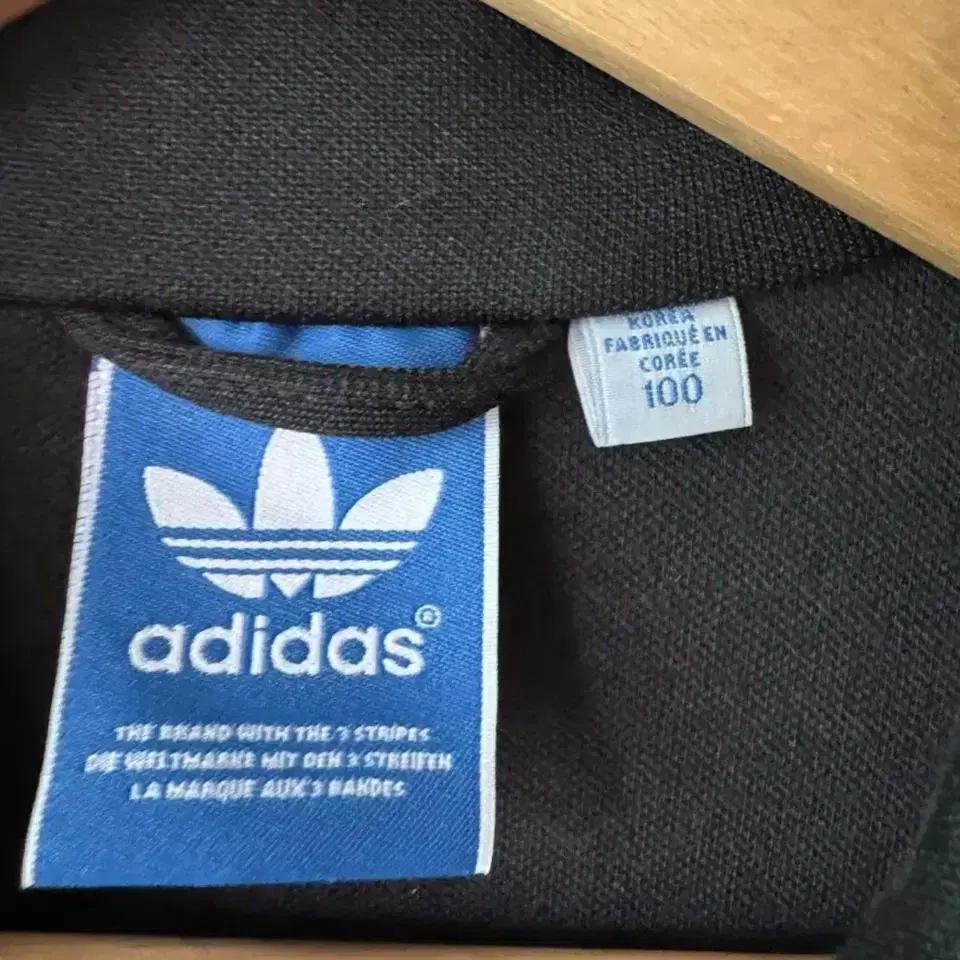 adidas®
THE BRAND WITH THE 3 STRIPES
DIE WELTMARKE MIT DEN 3 STREIFEN
LA MARQUE AUX 3 BANDES
KOREA
FABRIQUÉ EN
CORÉE
100